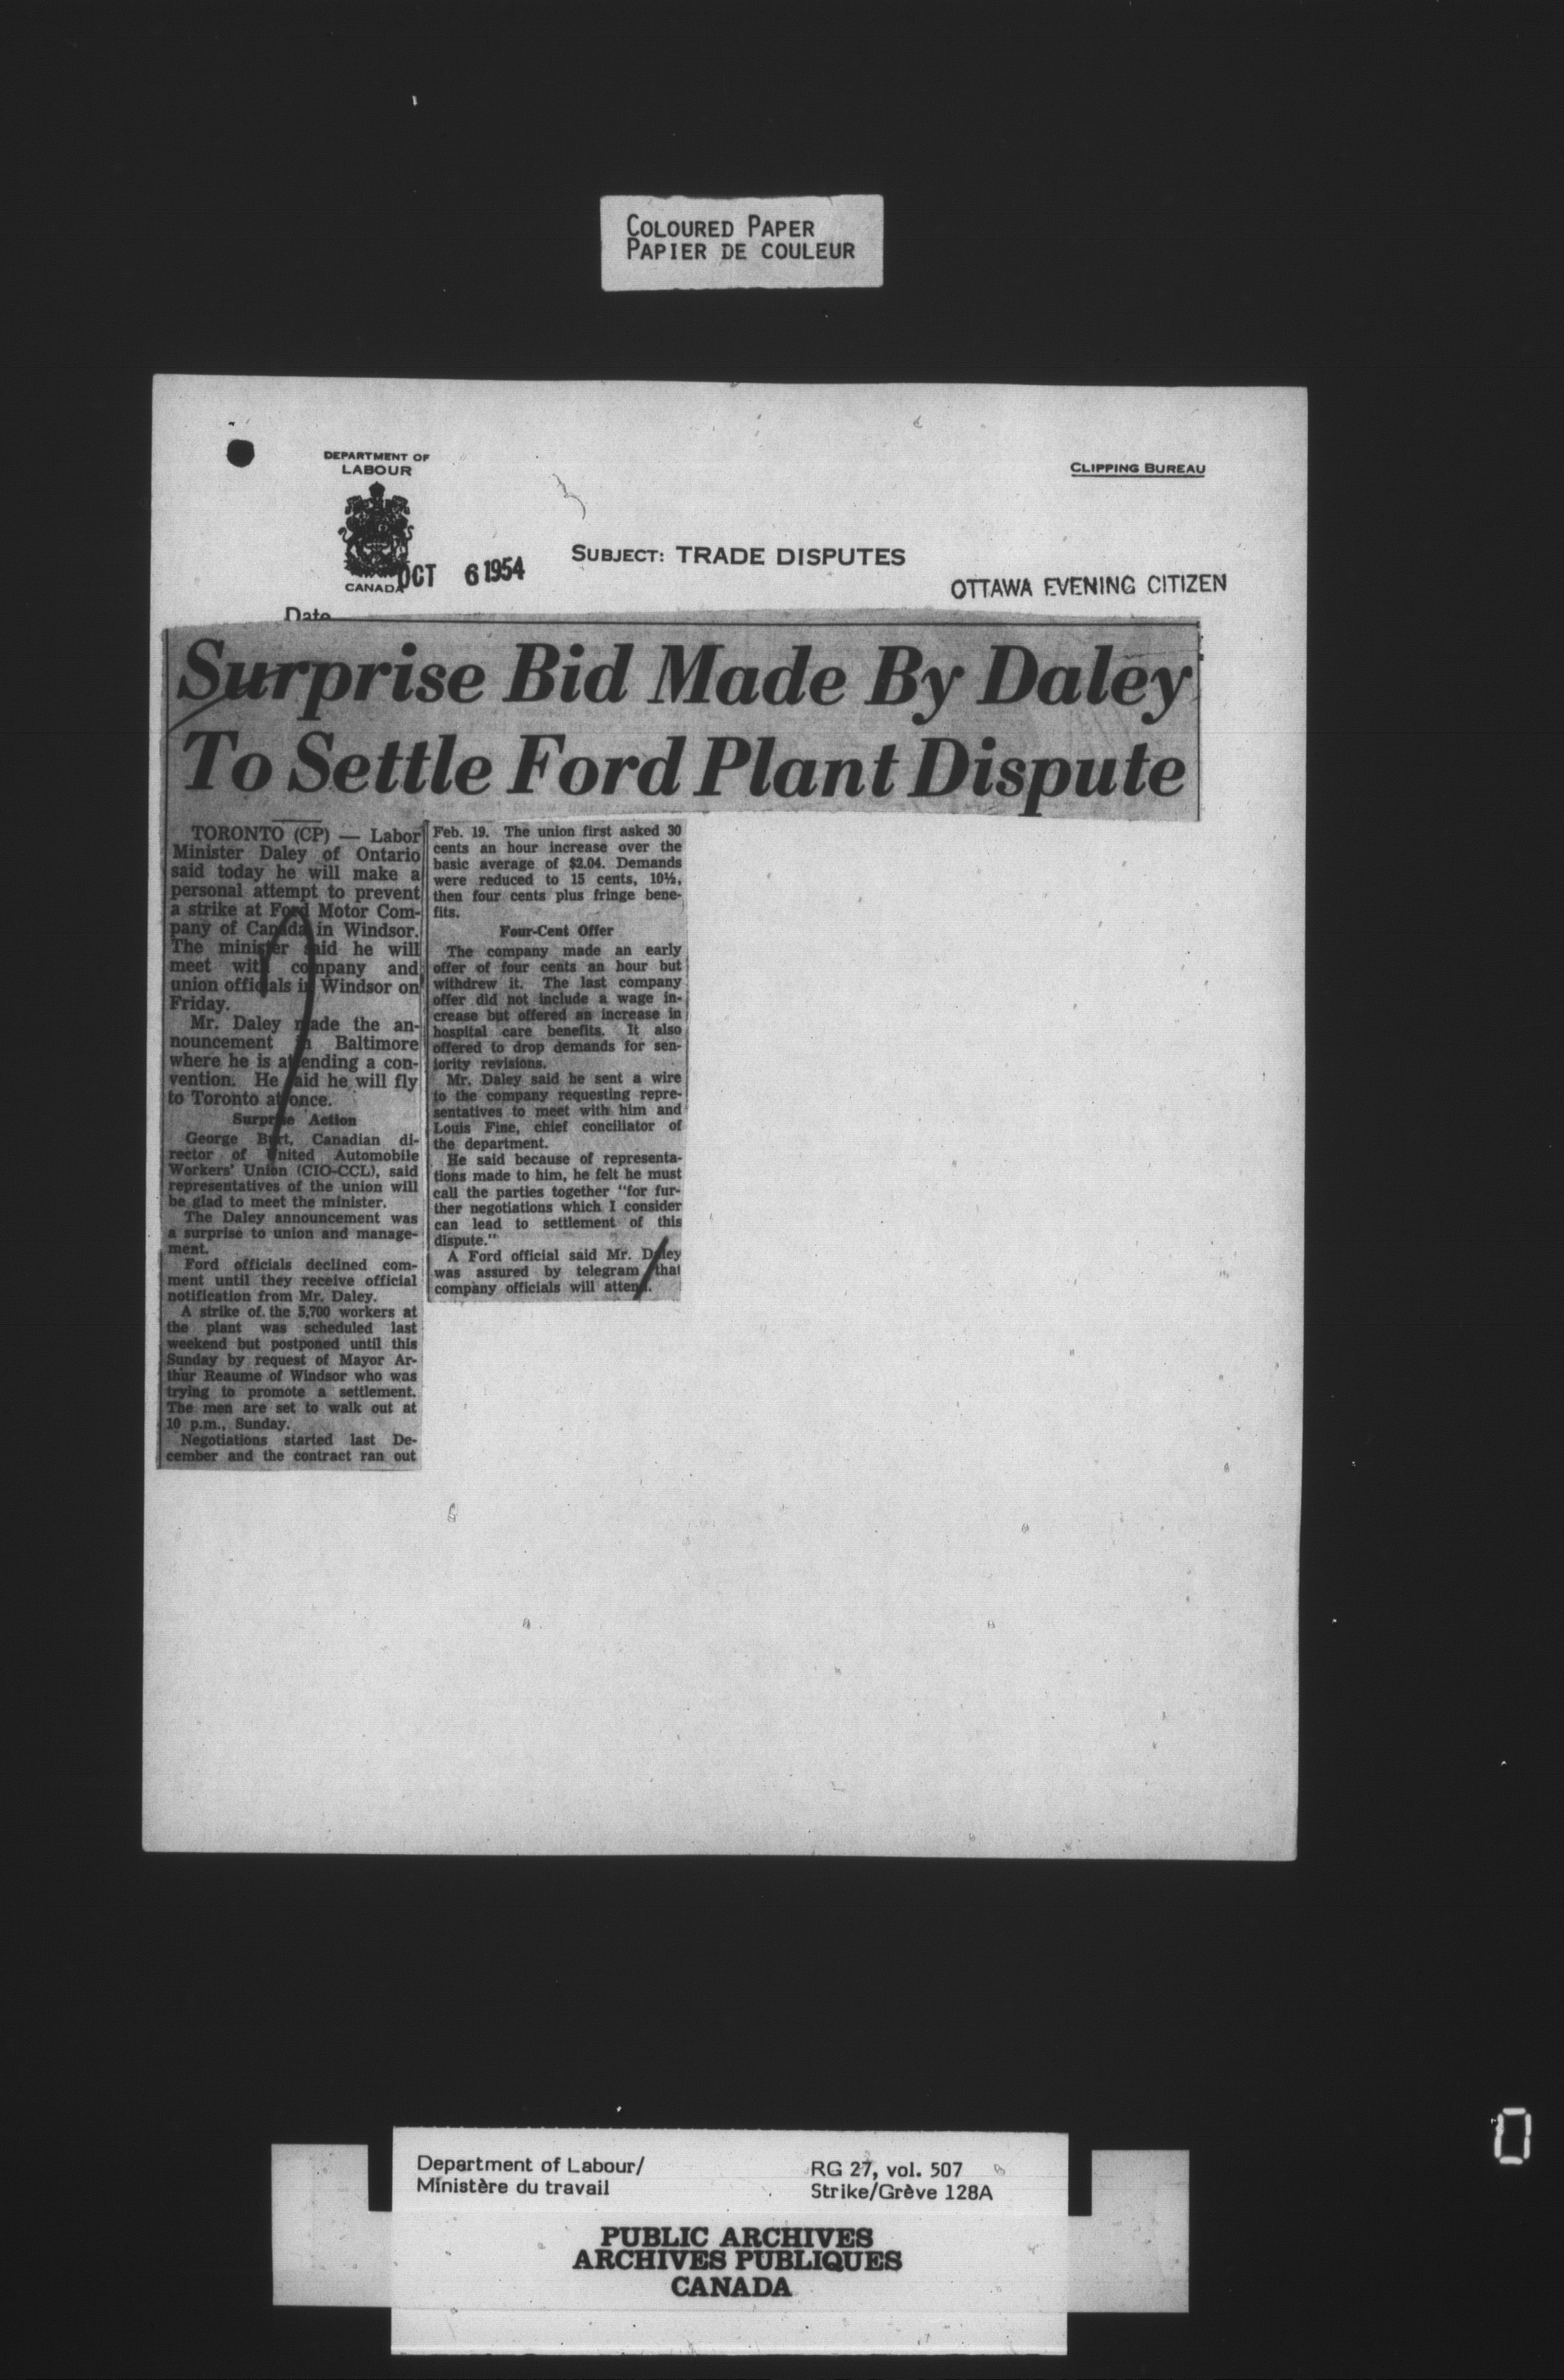 COLOURED PAPER
PAPIER DE COULEUR
DEPARTMENT OF
LABOUR
CANADA
CLIPPING BUREAU
OCT 6 1954
SUBJECT: TRADE DISPUTES
OTTAWA EVENING CITIZEN
Date
Surprise Bid Made By Daley
To Settle Ford Plant Dispute
TORONTO (CP) — Labor
Minister Daley of Ontario
said today he will make a
personal attempt to prevent
a strike at Ford Motor Com-
pany of Canada in Windsor.
The minister said he will
meet with company and
union officials in Windsor on
Friday.
Mr. Daley made the an-
nouncement in Baltimore
where he is attending a con-
vention. He said he will fly
to Toronto at once.
Surprise Action
George Burt, Canadian di-
rector of United Automobile
Workers' Union (CIO-CCL), said
representatives of the union will
be glad to meet the minister.
The Daley announcement was
a surprise to union and manage-
ment.
Ford officials declined com-
ment until they receive official
notification from Mr. Daley.
A strike of the 5,700 workers at
the plant was scheduled last
weekend but postponed until this
Sunday by request of Mayor Ar-
thur Reaume of Windsor who was
trying to promote a settlement.
The men are set to walk out at
10 p.m., Sunday.
Negotiations started last De-
cember and the contract ran out
Feb. 19. The union first asked 30
cents an hour increase over the
basic average of $2.04. Demands
were reduced to 15 cents, 10½,
then four cents plus fringe bene-
fits.
Four-Cent Offer
The company made an early
offer of four cents an hour but
withdrew it. The last company
offer did not include a wage in-
crease but offered an increase in
hospital care benefits. It also
offered to drop demands for sen-
iority revisions.
Mr. Daley said he sent a wire
to the company requesting repre-
sentatives to meet with him and
Louis Fine, chief conciliator of
the department.
He said because of representa-
tions made to him, he felt he must
call the parties together "for fur-
ther negotiations which I consider
can lead to settlement of this
dispute."
A Ford official said Mr. Daley
was assured by telegram that
company officials will attend.
Department of Labour/
Ministère du travail
RG 27, vol. 507
Strike/Grève 128A
PUBLIC ARCHIVES
ARCHIVES PUBLIQUES
CANADA
0